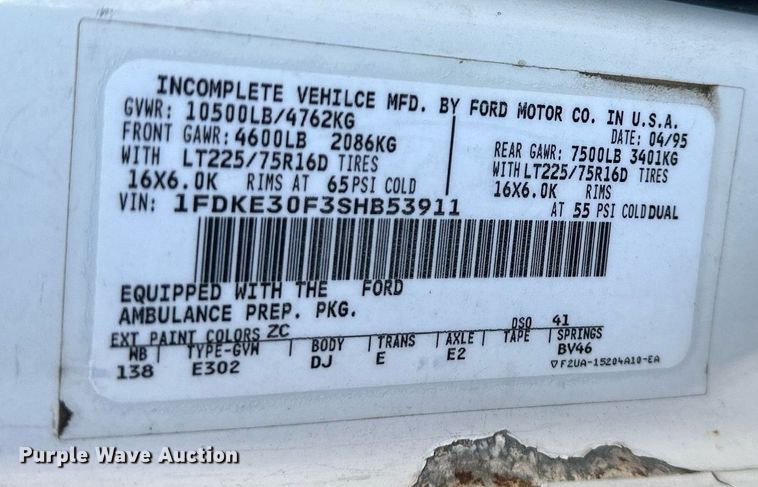 INCOMPLETE VEHILCE MFD. BY FORD MOTOR CO. IN U.S.A.
GVWR: 10500LB/4762KG
DATE: 04/95
FRONT GAWR: 4600LB 2086KG
WITH LT225/75R16D TIRES
16X6.0K RIMS AT 65PSI COLD
REAR GAWR: 7500LB 3401KG
WITH LT225/75R16D TIRES
16X6.0K RIMS
AT 55 PSI COLD DUAL
VIN: 1FDKE30F3SHB53911
EQUIPPED WITH THE FORD
AMBULANCE PREP. PKG.
EXT PAINT COLORS ZC DSO 41
WB TYPE-GVW BODY TRANS AXLE TAPE SPRINGS
138 E302 DJ E E2 BV46
▽F2UA-15204A10-EA
Purple Wave Auction